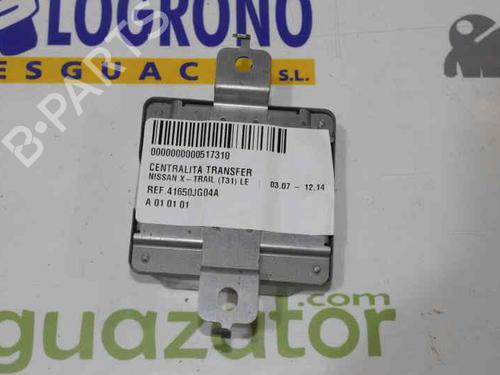 LOGROÑO
ESGUAC
S.L.
B-PARTS
0000000000517310
CENTRALITA TRANSFER
NISSAN X-TRAIL (T31) LE | 03.07 - 12.14
REF.41650JG04A
A 01 01 01
.com
guazator